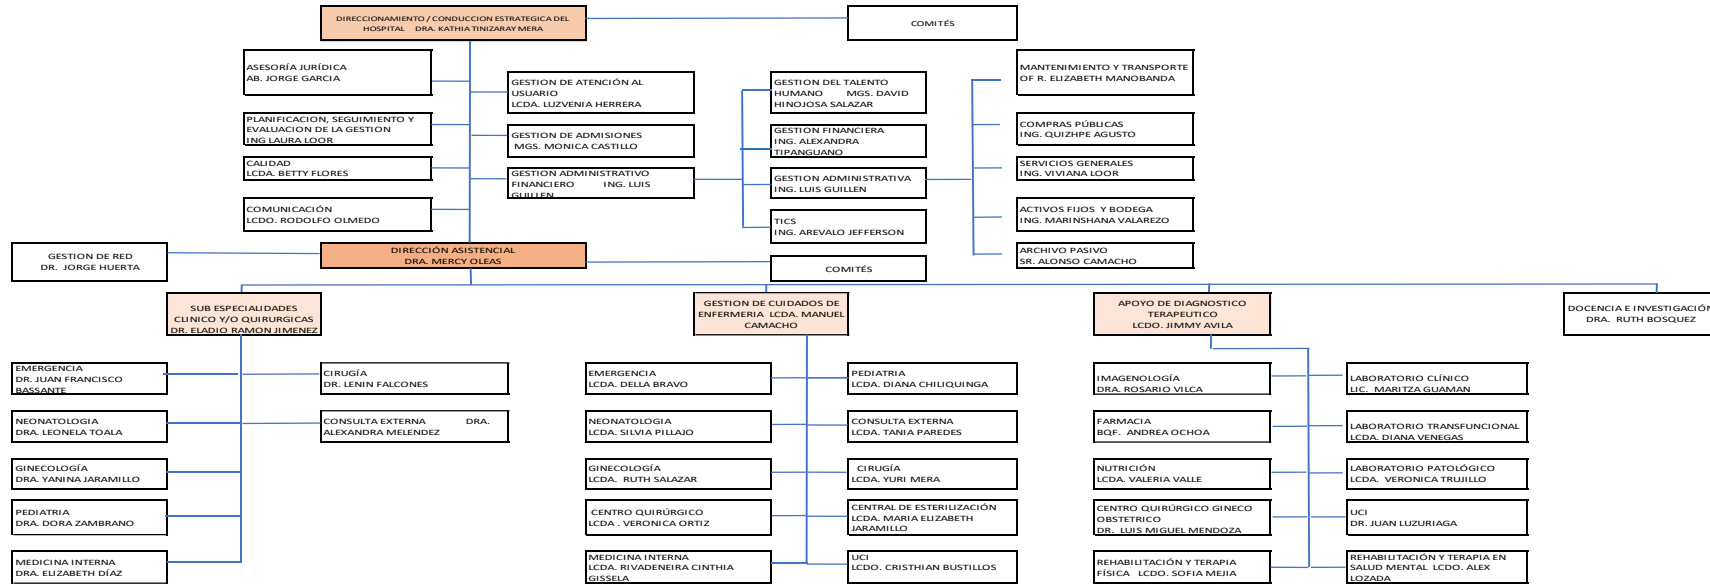 DIRECCIONAMIENTO / CONDUCCION ESTRATEGICA DEL
HOSPITAL DRA. KATHIA TINIZARAY MERA
COMITÉS
ASESORÍA JURÍDICA
AB. JORGE GARCIA
PLANIFICACION, SEGUIMIENTO Y
EVALUACION DE LA GESTION
ING LAURA LOOR
CALIDAD
LCDA. BETTY FLORES
COMUNICACIÓN
LCDO. RODOLFO OLMEDO
GESTION DE ATENCIÓN AL
USUARIO
LCDA. LUZVENIA HERRERA
GESTION DE ADMISIONES
MGS. MONICA CASTILLO
GESTION ADMINISTRATIVO
FINANCIERO ING. LUIS
GUILLEN
GESTION DEL TALENTO
HUMANO MGS. DAVID
HINOJOSA SALAZAR
GESTION FINANCIERA
ING. ALEXANDRA
TIPANGUANO
GESTION ADMINISTRATIVA
ING. LUIS GUILLEN
TICS
ING. AREVALO JEFFERSON
MANTENIMIENTO Y TRANSPORTE
OF R. ELIZABETH MANOBANDA
COMPRAS PÚBLICAS
ING. QUIZHPE AGUSTO
SERVICIOS GENERALES
ING. VIVIANA LOOR
ACTIVOS FIJOS Y BODEGA
ING. MARINSHANA VALAREZO
ARCHIVO PASIVO
SR. ALONSO CAMACHO
GESTION DE RED
DR. JORGE HUERTA
DIRECCIÓN ASISTENCIAL
DRA. MERCY OLEAS
COMITÉS
SUB ESPECIALIDADES
CLINICO Y/O QUIRURGICAS
DR. ELADIO RAMON JIMENEZ
GESTION DE CUIDADOS DE
ENFERMERIA LCDA. MANUEL
CAMACHO
APOYO DE DIAGNOSTICO
TERAPEUTICO
LCDO. JIMMY AVILA
DOCENCIA E INVESTIGACIÓN
DRA. RUTH BOSQUEZ
EMERGENCIA
DR. JUAN FRANCISCO
BASSANTE
NEONATOLOGIA
DRA. LEONELA TOALA
GINECOLOGÍA
DRA. YANINA JARAMILLO
PEDIATRIA
DRA. DORA ZAMBRANO
MEDICINA INTERNA
DRA. ELIZABETH DÍAZ
CIRUGÍA
DR. LENIN FALCONES
CONSULTA EXTERNA DRA.
ALEXANDRA MELENDEZ
EMERGENCIA
LCDA. DELLA BRAVO
NEONATOLOGIA
LCDA. SILVIA PILLAJO
GINECOLOGÍA
LCDA. RUTH SALAZAR
CENTRO QUIRÚRGICO
LCDA . VERONICA ORTIZ
MEDICINA INTERNA
LCDA. RIVADENEIRA CINTHIA
GISSELA
PEDIATRIA
LCDA. DIANA CHILIQUINGA
CONSULTA EXTERNA
LCDA. TANIA PAREDES
CIRUGÍA
LCDA. YURI MERA
CENTRAL DE ESTERILIZACIÓN
LCDA. MARIA ELIZABETH
JARAMILLO
UCI
LCDO. CRISTHIAN BUSTILLOS
IMAGENOLOGÍA
DRA. ROSARIO VILCA
FARMACIA
BQF. ANDREA OCHOA
NUTRICIÓN
LCDA. VALERIA VALLE
CENTRO QUIRÚRGICO GINECO
OBSTETRICO
DR. LUIS MIGUEL MENDOZA
REHABILITACIÓN Y TERAPIA
FÍSICA LCDO. SOFIA MEJIA
LABORATORIO CLÍNICO
LIC. MARITZA GUAMAN
LABORATORIO TRANSFUNCIONAL
LCDA. DIANA VENEGAS
LABORATORIO PATOLÓGICO
LCDA. VERONICA TRUJILLO
UCI
DR. JUAN LUZURIAGA
REHABILITACIÓN Y TERAPIA EN
SALUD MENTAL LCDO. ALEX
LOZADA